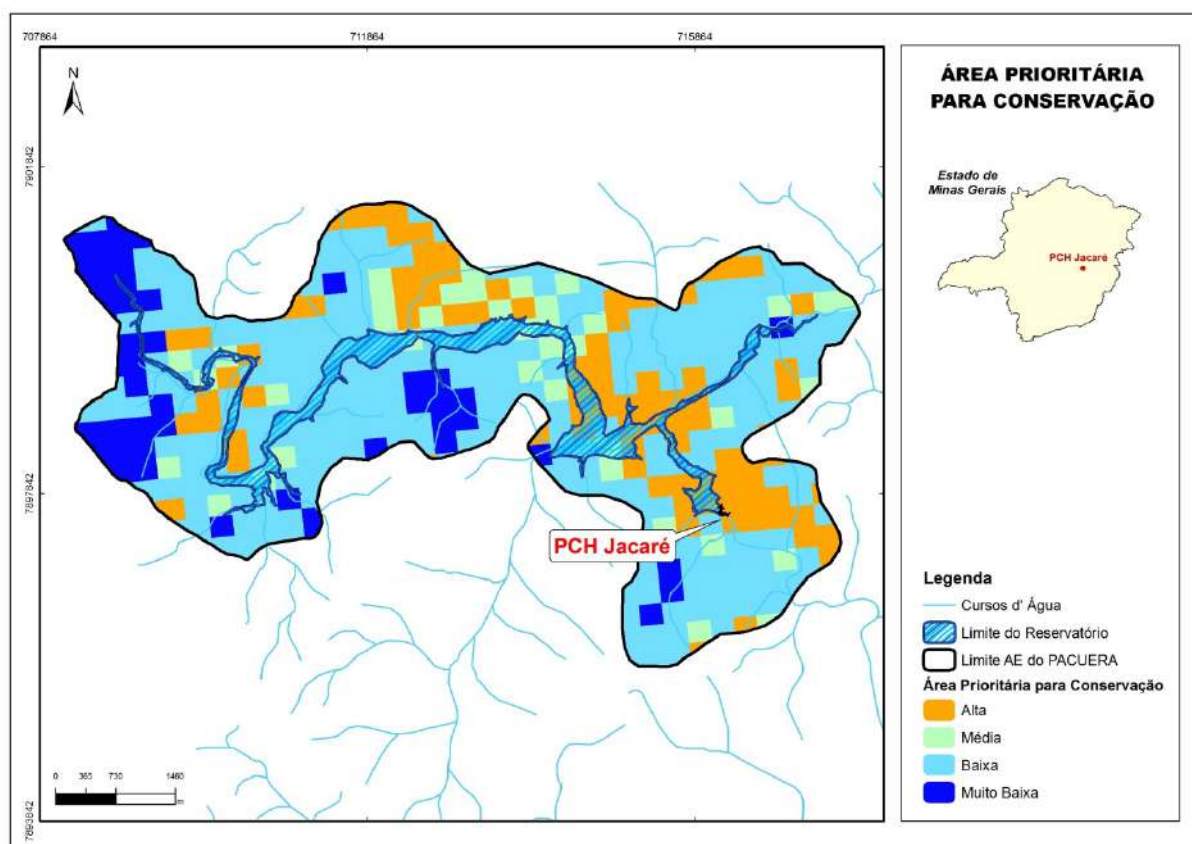 707864
711864
715864
7901842
7897842
7893842
N
PCH Jacaré
0 365 730 1460
m
ÁREA PRIORITÁRIA
PARA CONSERVAÇÃO
Estado de
Minas Gerais
PCH Jacaré
Legenda
Cursos d' Água
Limite do Reservatório
Limite AE do PACUERA
Área Prioritária para Conservação
Alta
Média
Baixa
Muito Baixa